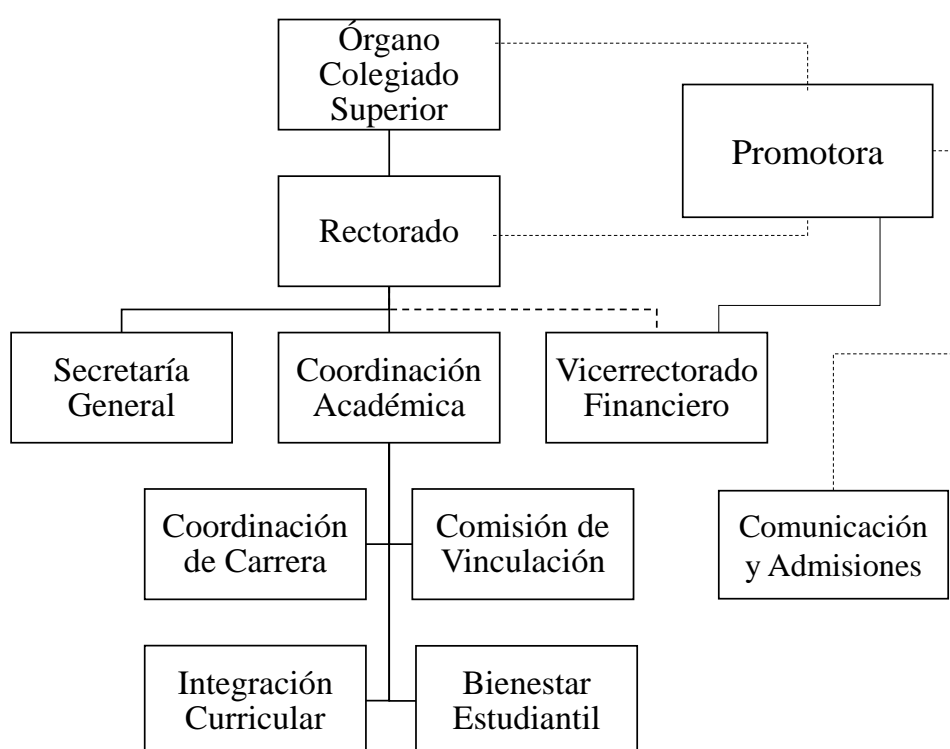 Órgano
Colegiado
Superior
Promotora
Rectorado
Secretaría
General
Coordinación
Académica
Vicerrectorado
Financiero
Coordinación
de Carrera
Comisión de
Vinculación
Comunicación
y Admisiones
Integración
Curricular
Bienestar
Estudiantil